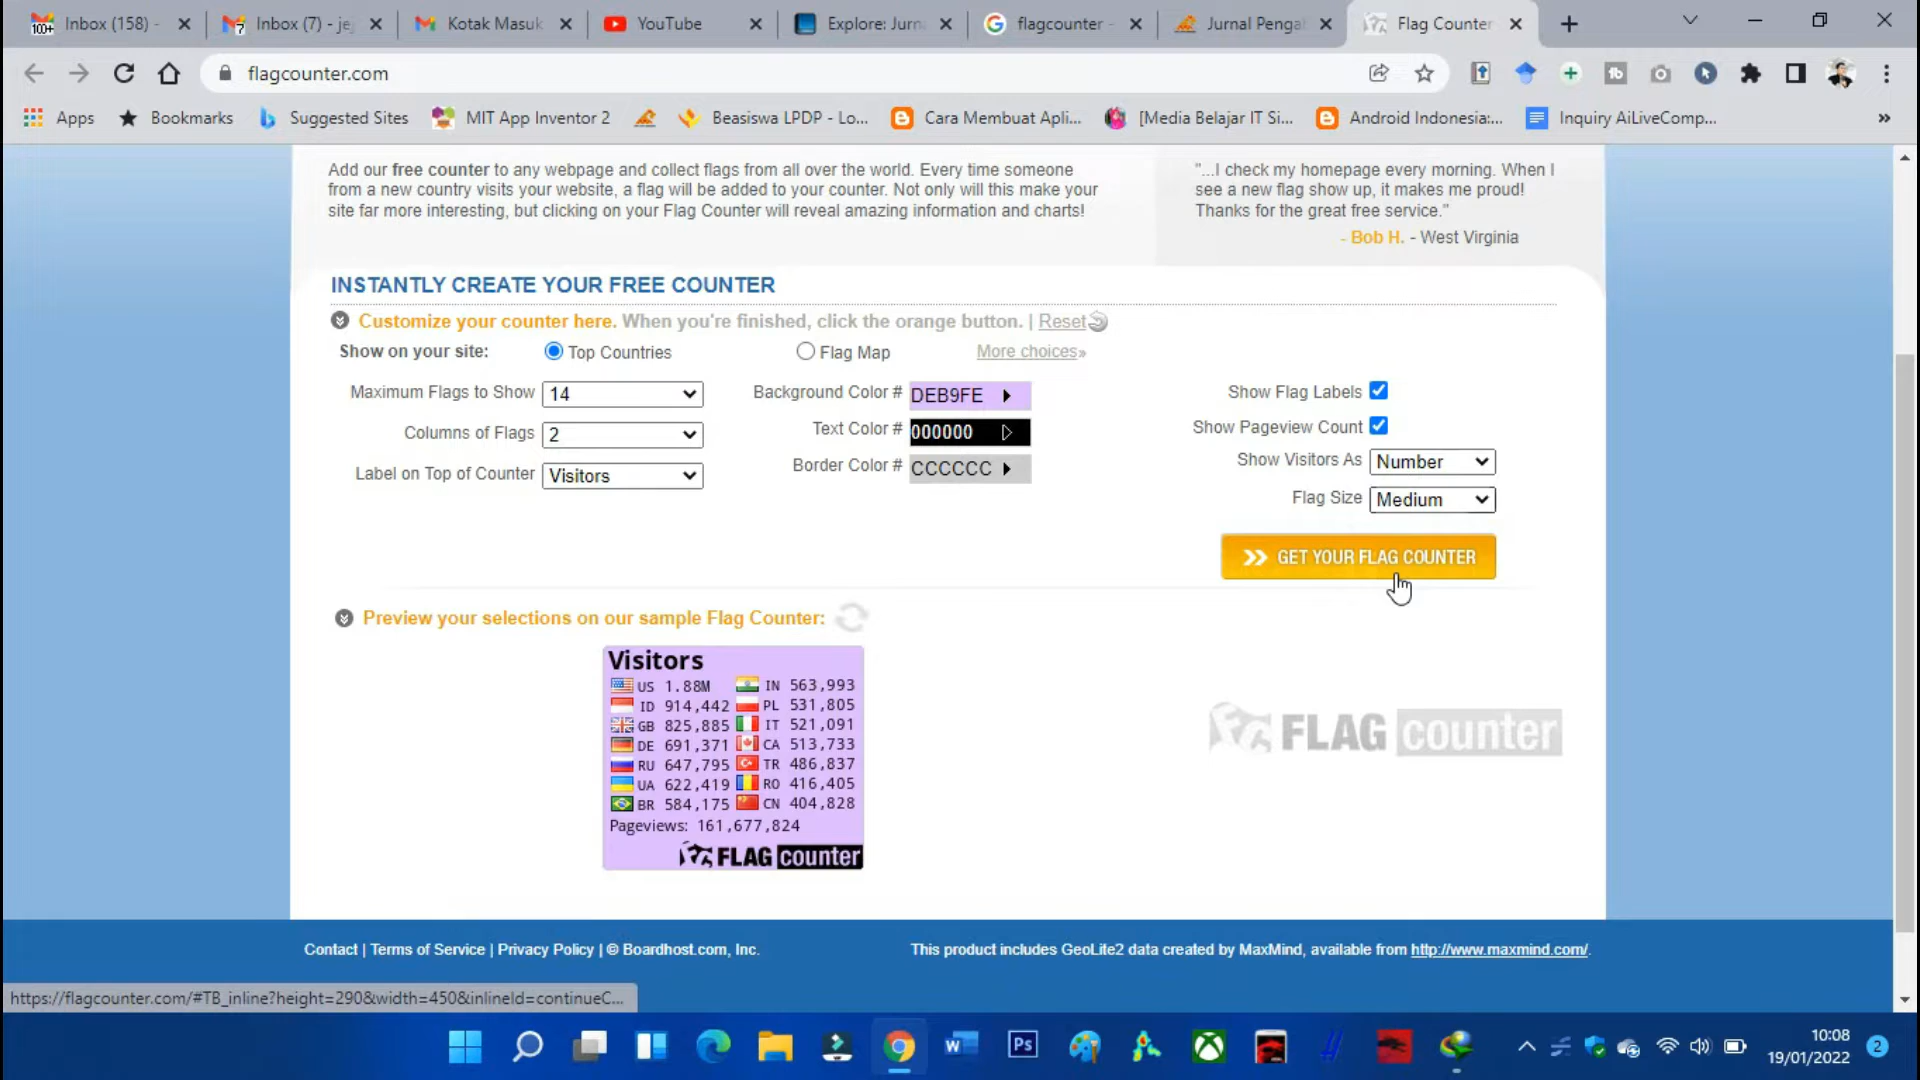 Inbox (158) -
Inbox (7) - je
Kotak Masuk
YouTube
Explore: Jurn
flagcounter -
Jurnal Penga
Flag Counter
flagcounter.com
Apps
Bookmarks
Suggested Sites
MIT App Inventor 2
Beasiswa LPDP - Lo...
Cara Membuat Apli...
[Media Belajar IT Si...
Android Indonesia:...
Inquiry AiLiveComp...
Add our free counter to any webpage and collect flags from all over the world. Every time someone
from a new country visits your website, a flag will be added to your counter. Not only will this make your
site far more interesting, but clicking on your Flag Counter will reveal amazing information and charts!
"...I check my homepage every morning. When I
see a new flag show up, it makes me proud!
Thanks for the great free service."
- Bob H. - West Virginia
INSTANTLY CREATE YOUR FREE COUNTER
Customize your counter here. When you're finished, click the orange button. | Reset
Show on your site: Top Countries Flag Map More choices»
Maximum Flags to Show 14
Columns of Flags 2
Label on Top of Counter Visitors
Background Color # DEB9FE
Text Color # 000000
Border Color # CCCCCC
Show Flag Labels
Show Pageview Count
Show Visitors As Number
Flag Size Medium
GET YOUR FLAG COUNTER
Preview your selections on our sample Flag Counter:
Visitors
US 1.88M IN 563,993
ID 914,442 PL 531,805
GB 825,885 IT 521,091
DE 691,371 CA 513,733
RU 647,795 TR 486,837
UA 622,419 RO 416,405
BR 584,175 CN 404,828
Pageviews: 161,677,824
FLAG counter
FLAG counter
Contact | Terms of Service | Privacy Policy | © Boardhost.com, Inc.
This product includes GeoLite2 data created by MaxMind, available from http://www.maxmind.com/.
https://flagcounter.com/#TB_inline?height=290&width=450&inlineId=continueC...
10:08
19/01/2022
2